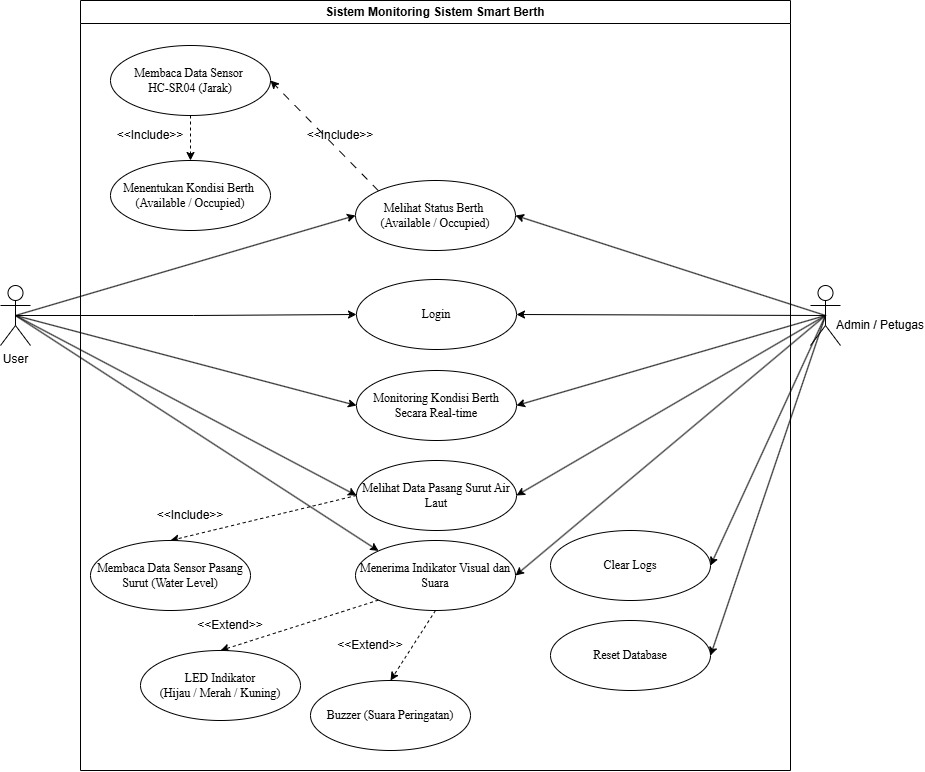 Sistem Monitoring Sistem Smart Berth
Membaca Data Sensor
HC-SR04 (Jarak)
<<Include>>
<<Include>>
Menentukan Kondisi Berth
(Available / Occupied)
Melihat Status Berth
(Available / Occupied)
Login
User
Admin / Petugas
Monitoring Kondisi Berth
Secara Real-time
Melihat Data Pasang Surut Air
Laut
<<Include>>
Membaca Data Sensor Pasang
Surut (Water Level)
Menerima Indikator Visual dan
Suara
Clear Logs
<<Extend>>
<<Extend>>
LED Indikator
(Hijau / Merah / Kuning)
Buzzer (Suara Peringatan)
Reset Database